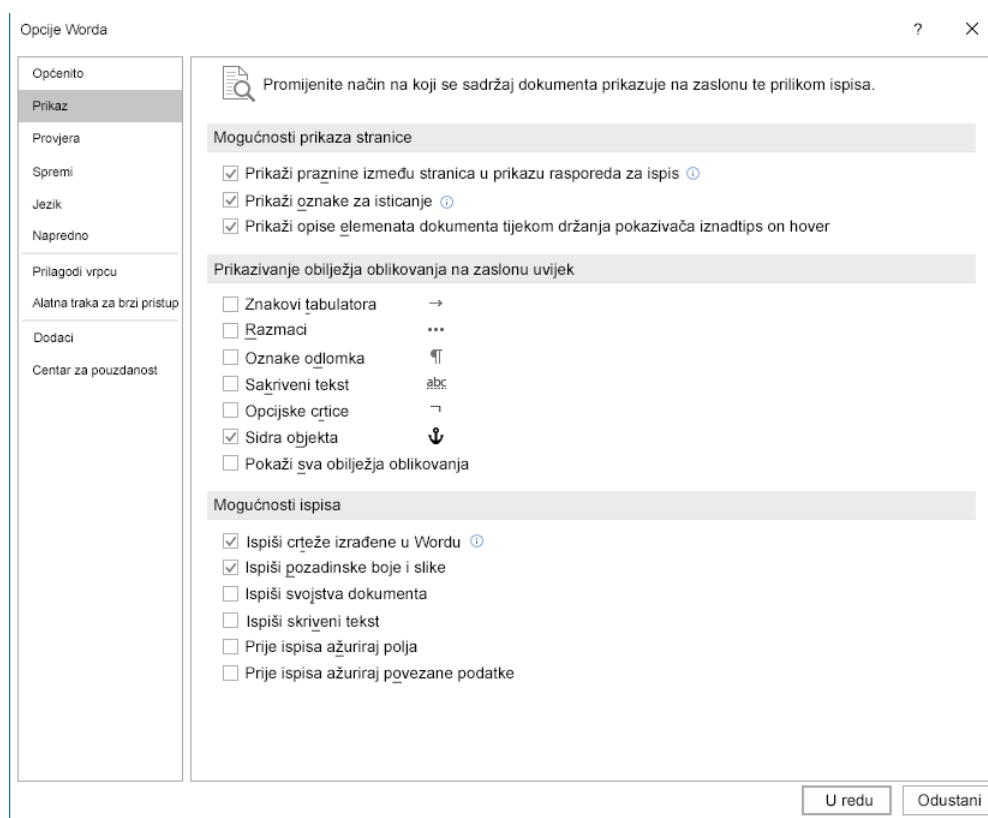 Opcije Worda
?
Općenito
Prikaz
Provjera
Spremi
Jezik
Napredno
Prilagodi vrpcu
Alatna traka za brzi pristup
Dodaci
Centar za pouzdanost
Promijenite način na koji se sadržaj dokumenta prikazuje na zaslonu te prilikom ispisa.
Mogućnosti prikaza stranice
Prikaži praznine između stranica u prikazu rasporeda za ispis
Prikaži oznake za isticanje
Prikaži opise elemenata dokumenta tijekom držanja pokazivača iznadtips on hover
Prikazivanje obilježja oblikovanja na zaslonu uvijek
Znakovi tabulatora →
Razmaci •••
Oznake odlomka ¶
Sakriveni tekst abc
Opcijske crtice ¬
Sidra objekta
Pokaži sva obilježja oblikovanja
Mogućnosti ispisa
Ispiši crteže izrađene u Wordu
Ispiši pozadinske boje i slike
Ispiši svojstva dokumenta
Ispiši skriveni tekst
Prije ispisa ažuriraj polja
Prije ispisa ažuriraj povezane podatke
U redu
Odustani